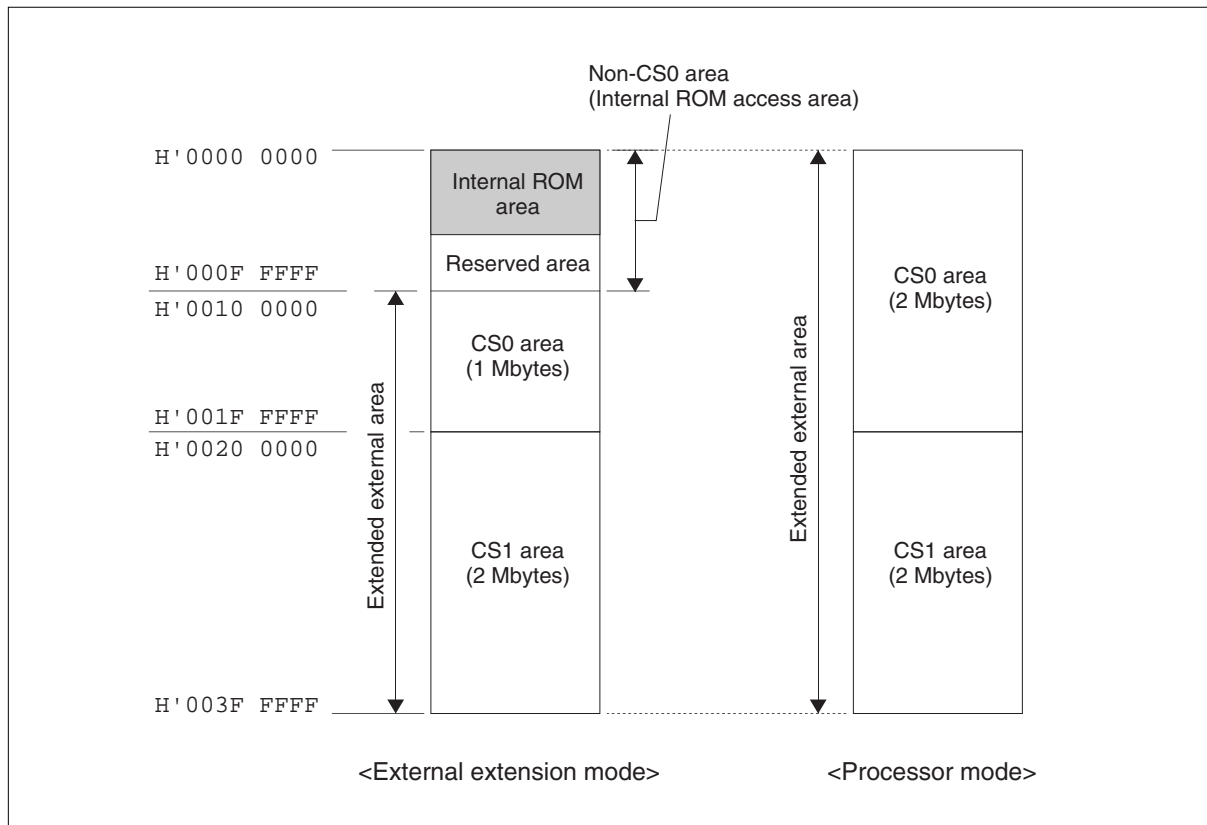 Non-CS0 area
(Internal ROM access area)
H'0000 0000
Internal ROM
area
Reserved area
H'000F FFFF
H'0010 0000
CS0 area
(1 Mbytes)
H'001F FFFF
H'0020 0000
CS1 area
(2 Mbytes)
H'003F FFFF
Extended external area
<External extension mode>
Extended external area
CS0 area
(2 Mbytes)
CS1 area
(2 Mbytes)
<Processor mode>